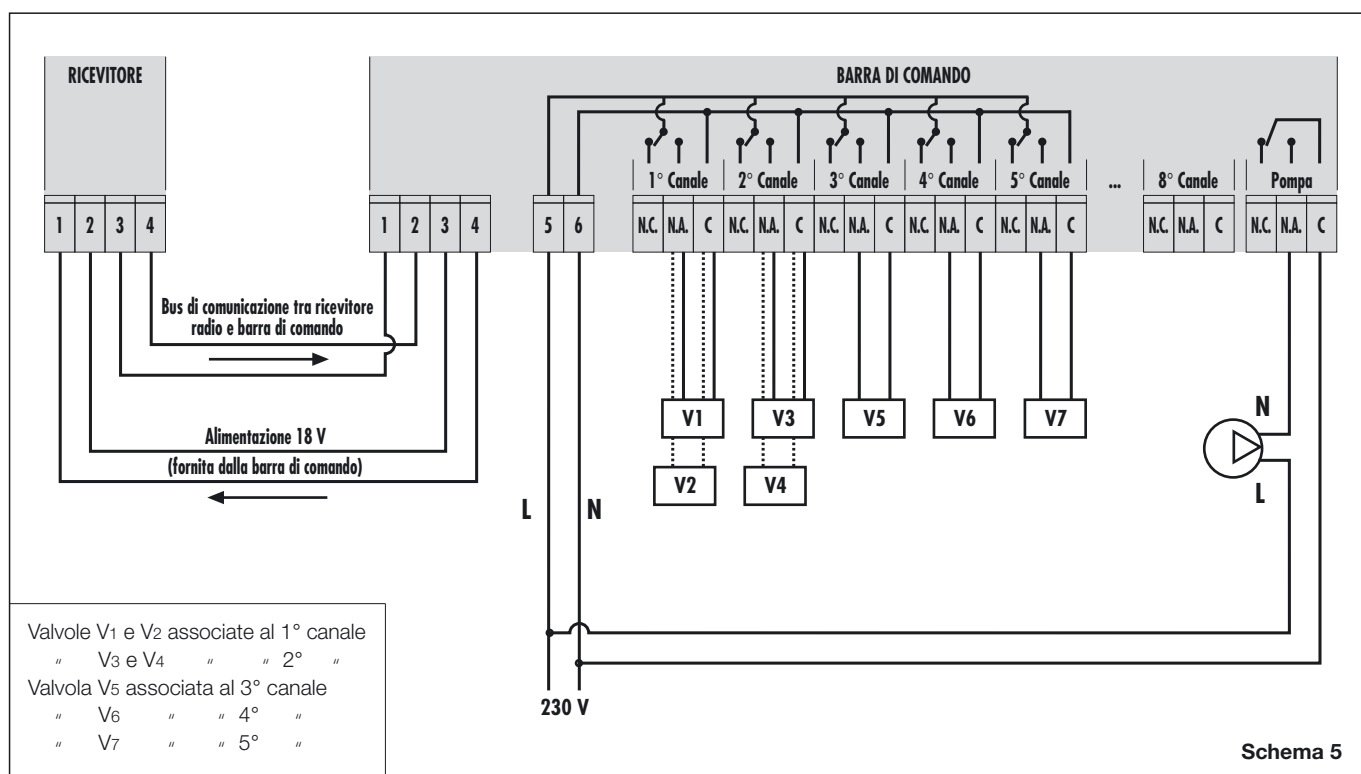 RICEVITORE
BARRA DI COMANDO
1° Canale 2° Canale 3° Canale 4° Canale 5° Canale ... 8° Canale Pompa
1 2 3 4 1 2 3 4 5 6 N.C. N.A. C N.C. N.A. C N.C. N.A. C N.C. N.A. C N.C. N.A. C N.C. N.A. C N.C. N.A. C
Bus di comunicazione tra ricevitore
radio e barra di comando
V1 V3 V5 V6 V7
N
Alimentazione 18 V
(fornita dalla barra di comando)
V2 V4
L
L N
230 V
Valvole V1 e V2 associate al 1° canale
" V3 e V4 " " 2° "
Valvola V5 associata al 3° canale
" V6 " " 4° "
" V7 " " 5° "
Schema 5